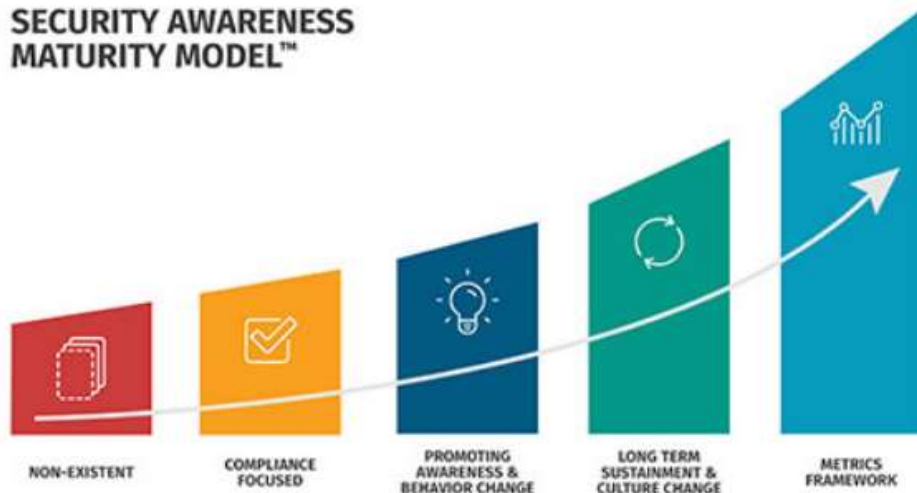 SECURITY AWARENESS
MATURITY MODEL™
NON-EXISTENT
COMPLIANCE
FOCUSED
PROMOTING
AWARENESS &
BEHAVIOR CHANGE
LONG TERM
SUSTAINMENT &
CULTURE CHANGE
METRICS
FRAMEWORK